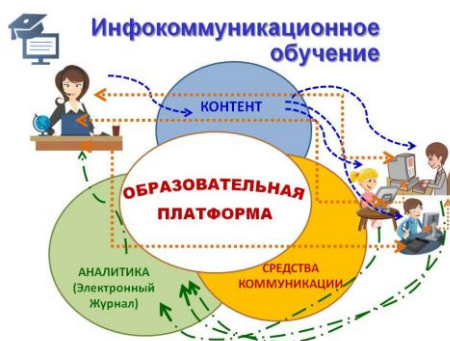 Инфокоммуникационное
обучение
КОНТЕНТ
ОБРАЗОВАТЕЛЬНАЯ
ПЛАТФОРМА
АНАЛИТИКА
(Электронный
Журнал)
СРЕДСТВА
КОММУНИКАЦИИ